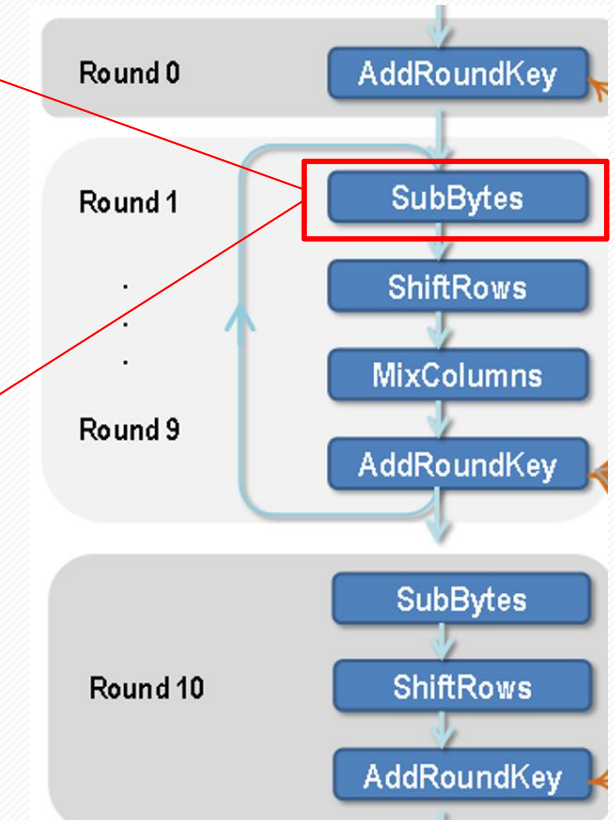 Round 0
AddRoundKey
Round 1
SubBytes
ShiftRows
.
.
.
MixColumns
Round 9
AddRoundKey
SubBytes
Round 10
ShiftRows
AddRoundKey